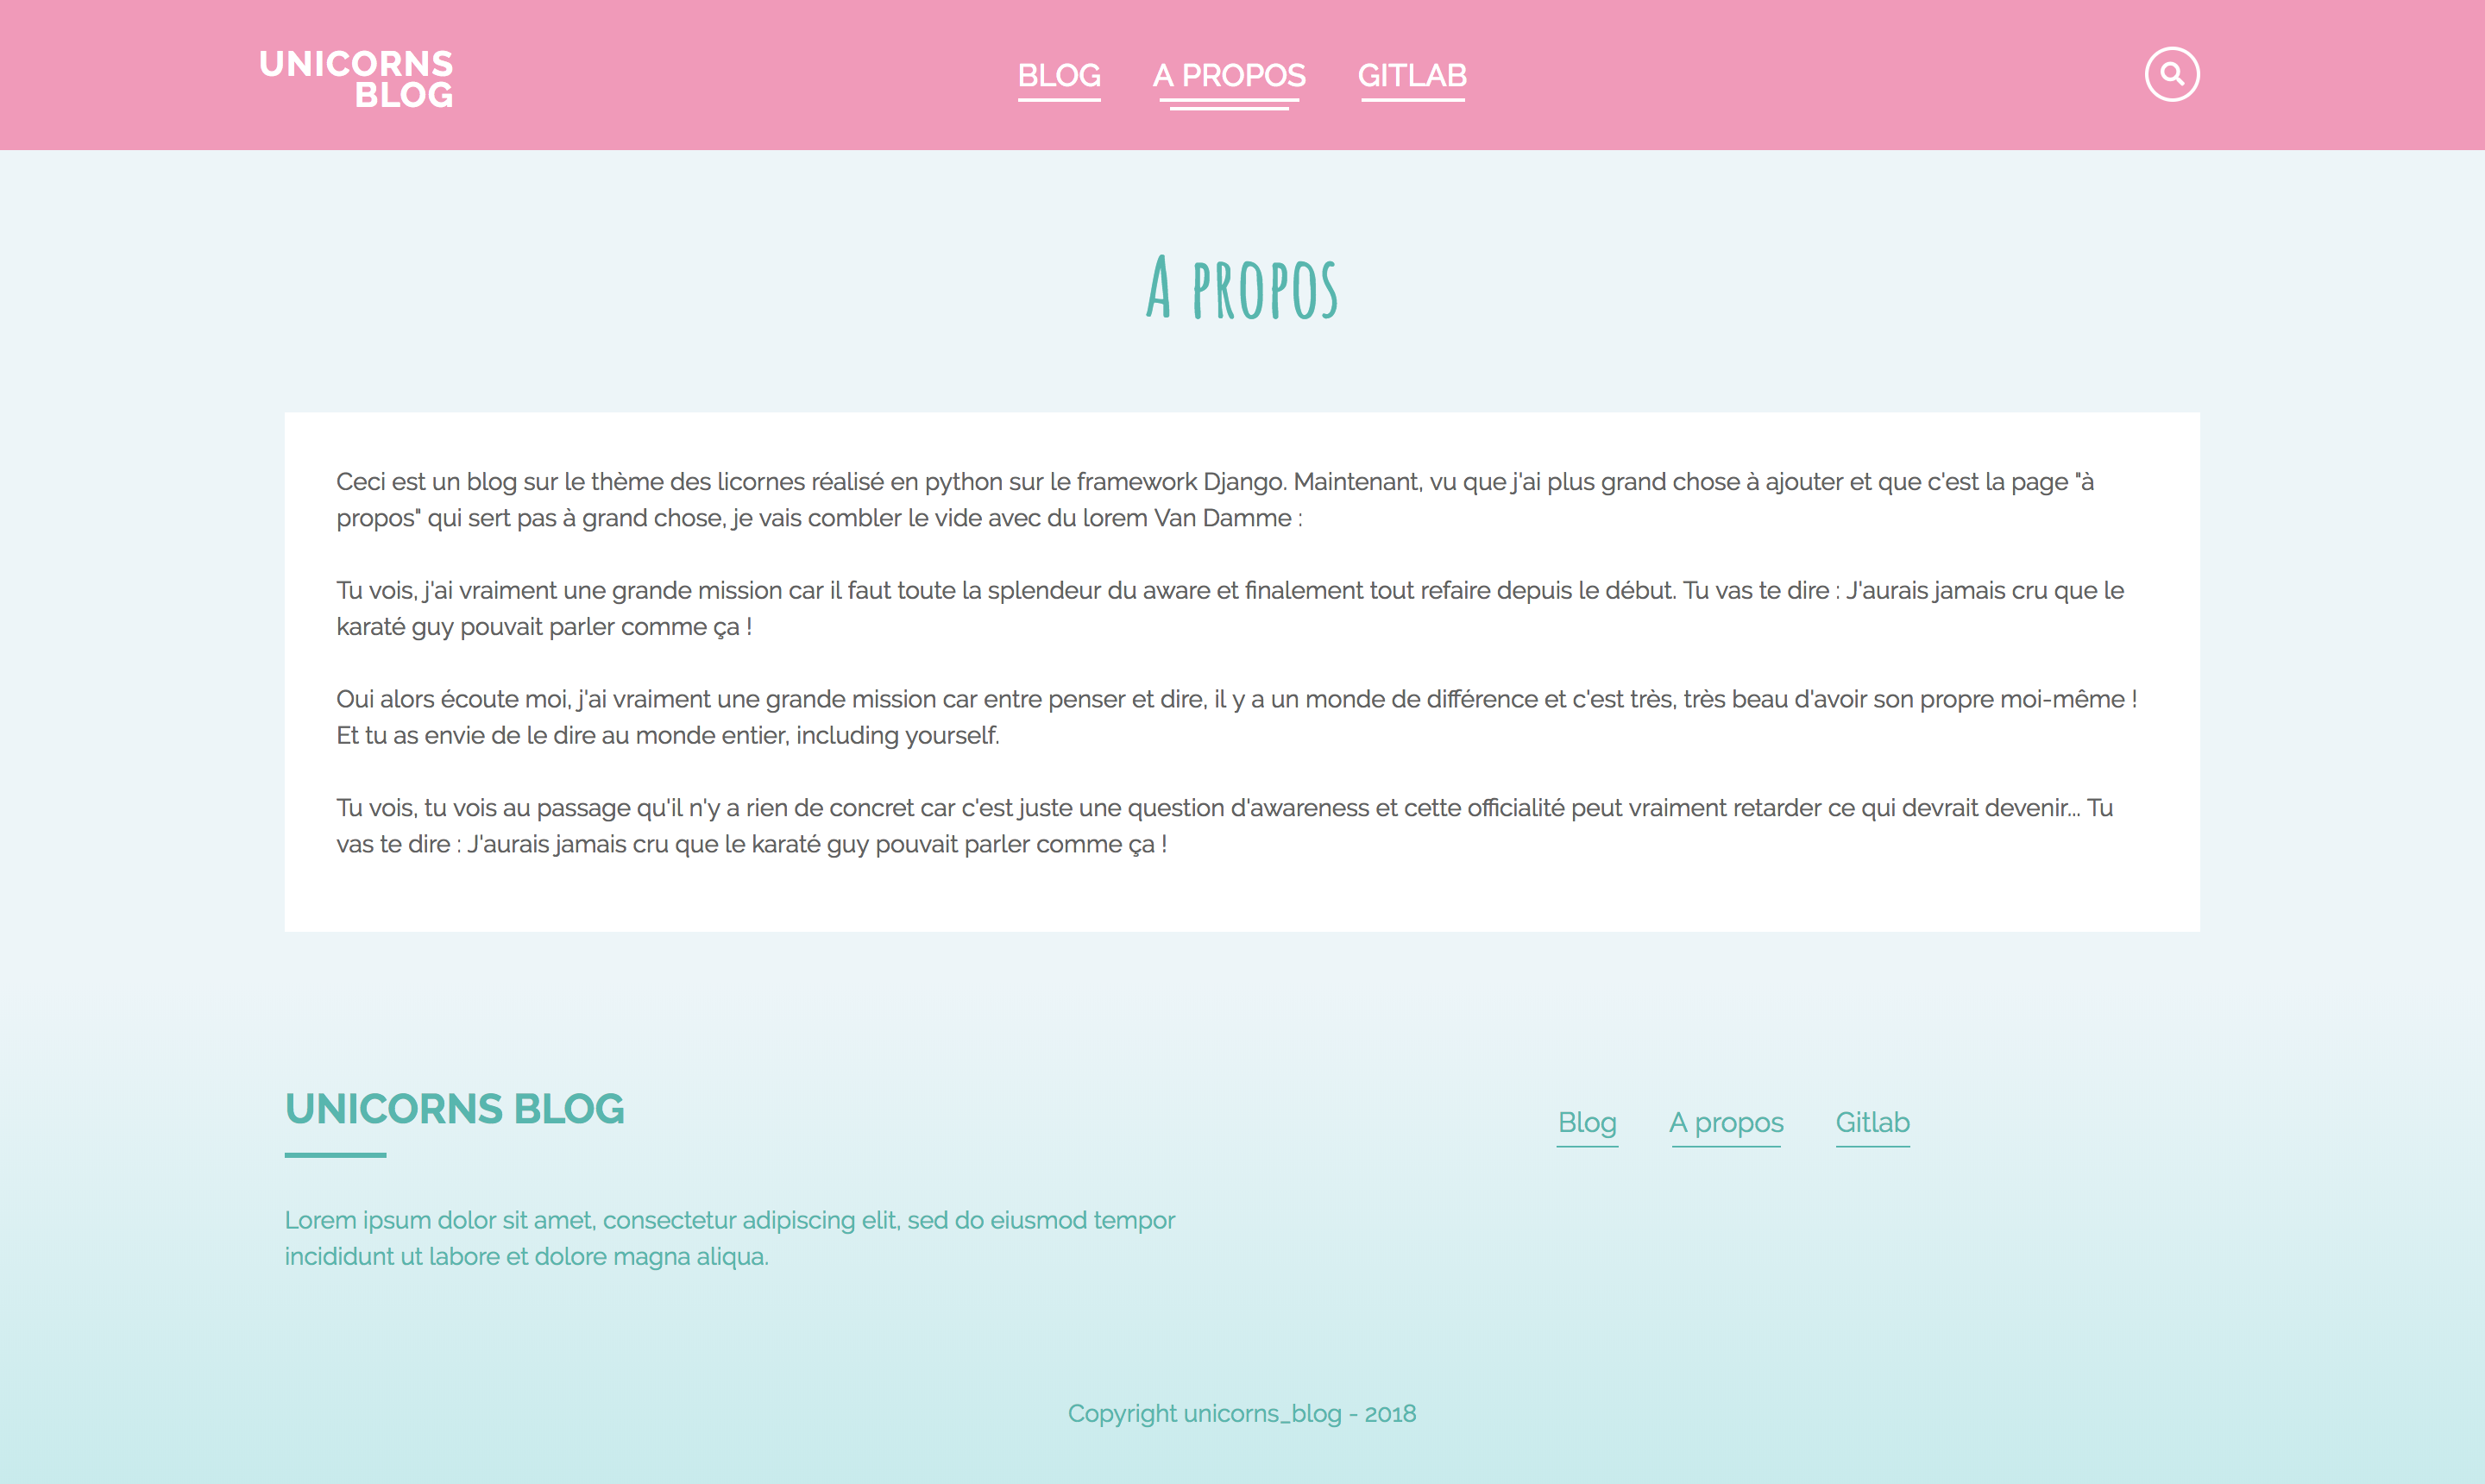 UNICORNS
BLOG
BLOG
A PROPOS
GITLAB
A PROPOS
Ceci est un blog sur le thème des licornes réalisé en python sur le framework Django. Maintenant, vu que j'ai plus grand chose à ajouter et que c'est la page "à
propos" qui sert pas à grand chose, je vais combler le vide avec du lorem Van Damme :
Tu vois, j'ai vraiment une grande mission car il faut toute la splendeur du aware et finalement tout refaire depuis le début. Tu vas te dire : J'aurais jamais cru que le
karaté guy pouvait parler comme ça !
Oui alors écoute moi, j'ai vraiment une grande mission car entre penser et dire, il y a un monde de différence et c'est très, très beau d'avoir son propre moi-même !
Et tu as envie de le dire au monde entier, including yourself.
Tu vois, tu vois au passage qu'il n'y a rien de concret car c'est juste une question d'awareness et cette officialité peut vraiment retarder ce qui devrait devenir... Tu
vas te dire : J'aurais jamais cru que le karaté guy pouvait parler comme ça !
UNICORNS BLOG
Lorem ipsum dolor sit amet, consectetur adipiscing elit, sed do eiusmod tempor
incididunt ut labore et dolore magna aliqua.
Blog
A propos
Gitlab
Copyright unicorns_blog - 2018